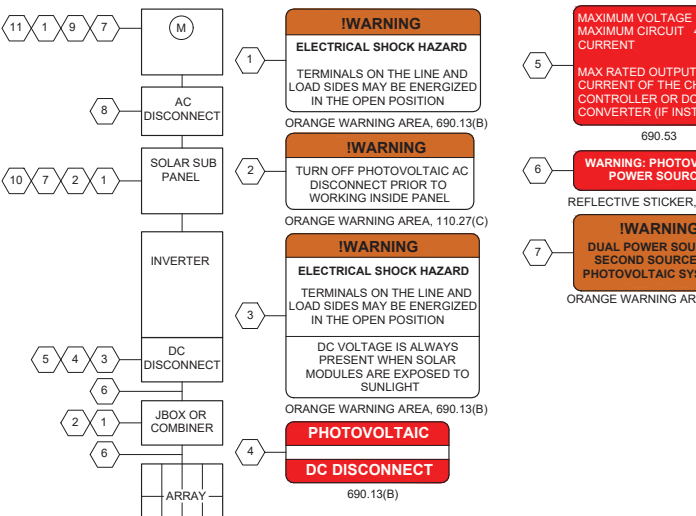 11 1 9 7
M
8
AC
DISCONNECT
10 7 2 1
SOLAR SUB
PANEL
INVERTER
5 4 3
DC
DISCONNECT
6
2 1
JBOX OR
COMBINER
6
ARRAY
1
!WARNING
ELECTRICAL SHOCK HAZARD
TERMINALS ON THE LINE AND
LOAD SIDES MAY BE ENERGIZED
IN THE OPEN POSITION
ORANGE WARNING AREA, 690.13(B)
2
!WARNING
TURN OFF PHOTOVOLTAIC AC
DISCONNECT PRIOR TO
WORKING INSIDE PANEL
ORANGE WARNING AREA, 110.27(C)
3
!WARNING
ELECTRICAL SHOCK HAZARD
TERMINALS ON THE LINE AND
LOAD SIDES MAY BE ENERGIZED
IN THE OPEN POSITION
DC VOLTAGE IS ALWAYS
PRESENT WHEN SOLAR
MODULES ARE EXPOSED TO
SUNLIGHT
ORANGE WARNING AREA, 690.13(B)
4
PHOTOVOLTAIC
DC DISCONNECT
690.13(B)
5
MAXIMUM VOLTAGE
MAXIMUM CIRCUIT
CURRENT
MAX RATED OUTPUT
CURRENT OF THE
CONTROLLER OR
CONVERTER (IF
690.53
6
WARNING:
POWER
REFLECTIVE STICKER,
7
!WARNING
DUAL POWER
SECOND SOURCE
PHOTOVOLTAIC
ORANGE WARNING